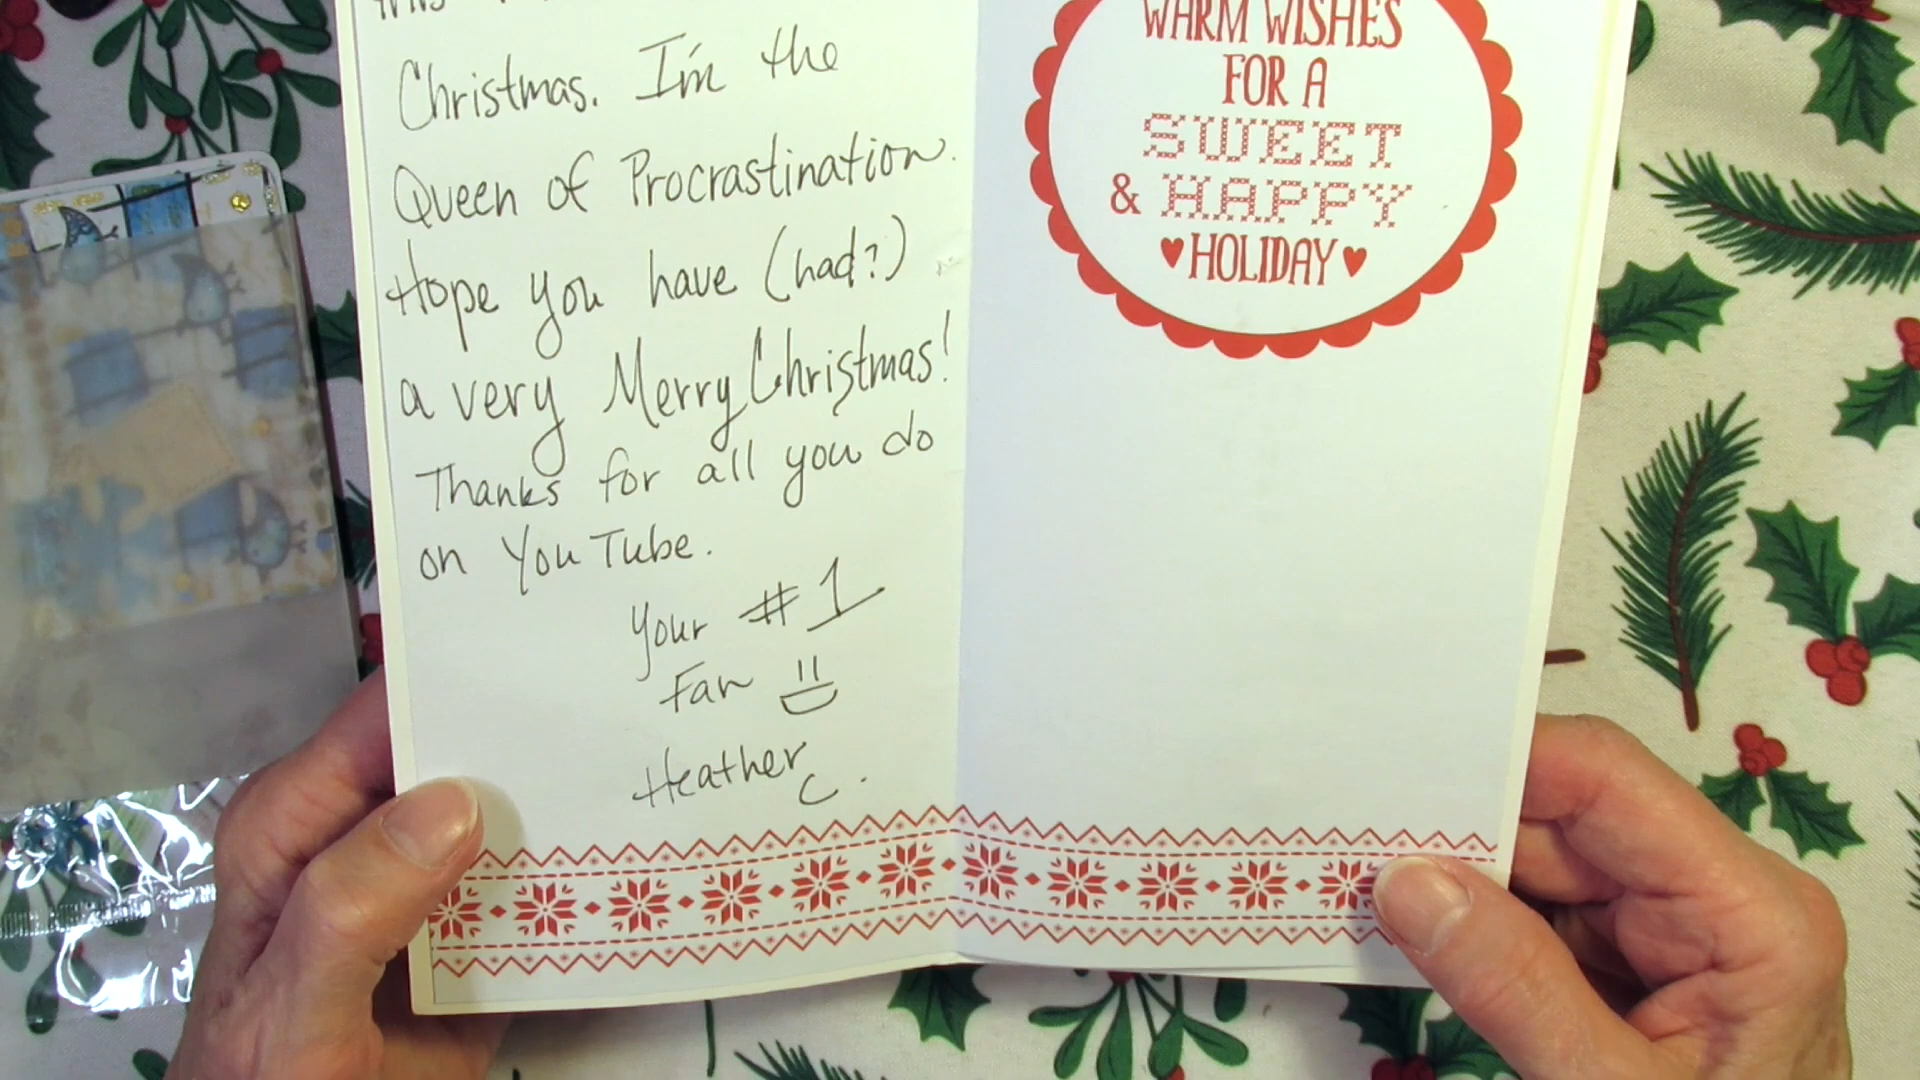 Christmas. I'm the
Queen of Procrastination.
Hope you have (had?)
a very Merry Christmas!
Thanks for all you do
on YouTube.
Your #1
Fan
Heather
C.
WARM WISHES
FOR A
SWEET
& HAPPY
HOLIDAY